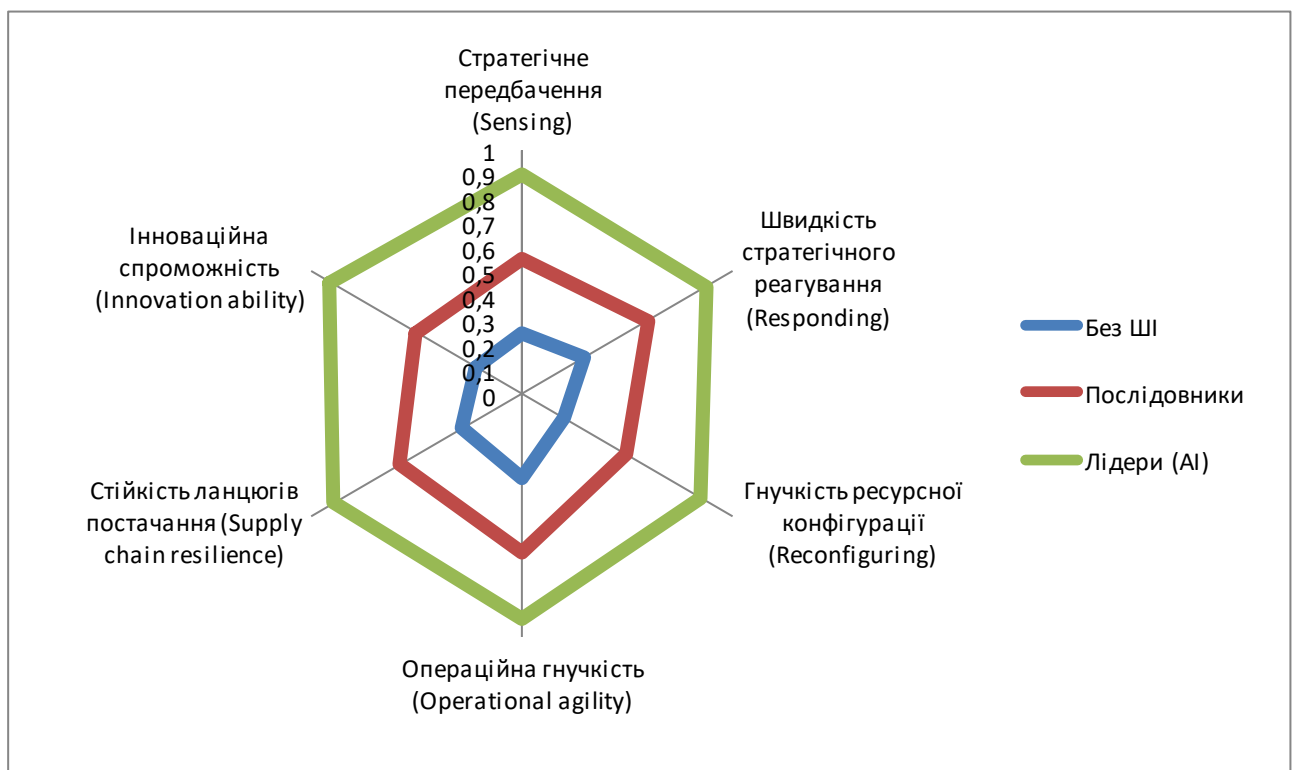 Стратегічне
передбачення
(Sensing)
1
0,9
0,8
0,7
0,6
0,5
0,4
0,3
0,2
0,1
0
Швидкість
стратегічного
реагування
(Responding)
Гнучкість ресурсної
конфігурації
(Reconfiguring)
Операційна гнучкість
(Operational agility)
Стійкість ланцюгів
постачання (Supply
chain resilience)
Інноваційна
спроможність
(Innovation ability)
Без ШІ
Послідовники
Лідери (AI)